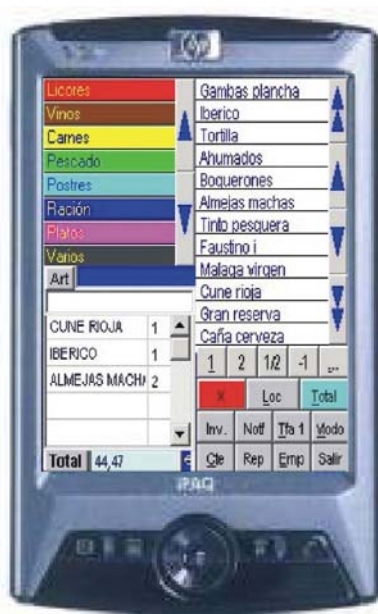 hp
Licores
Vinos
Carnes
Pescado
Postres
Ración
Platos
Varios
Art
CUNE RIOJA 1
IBERICO 1
ALMEJAS MACHA 2
Total 44,47 €
Gambas plancha
Iberico
Tortilla
Ahumados
Boquerones
Almejas machas
Tinto pesquera
Faustino i
Malaga virgen
Cune rioja
Gran reserva
Caña cerveza
1 2 1/2 -1 ...
X Loc Total
Inv. Notf Tfa 1 Modo
Cte Rep Emp Salir
iPAQ